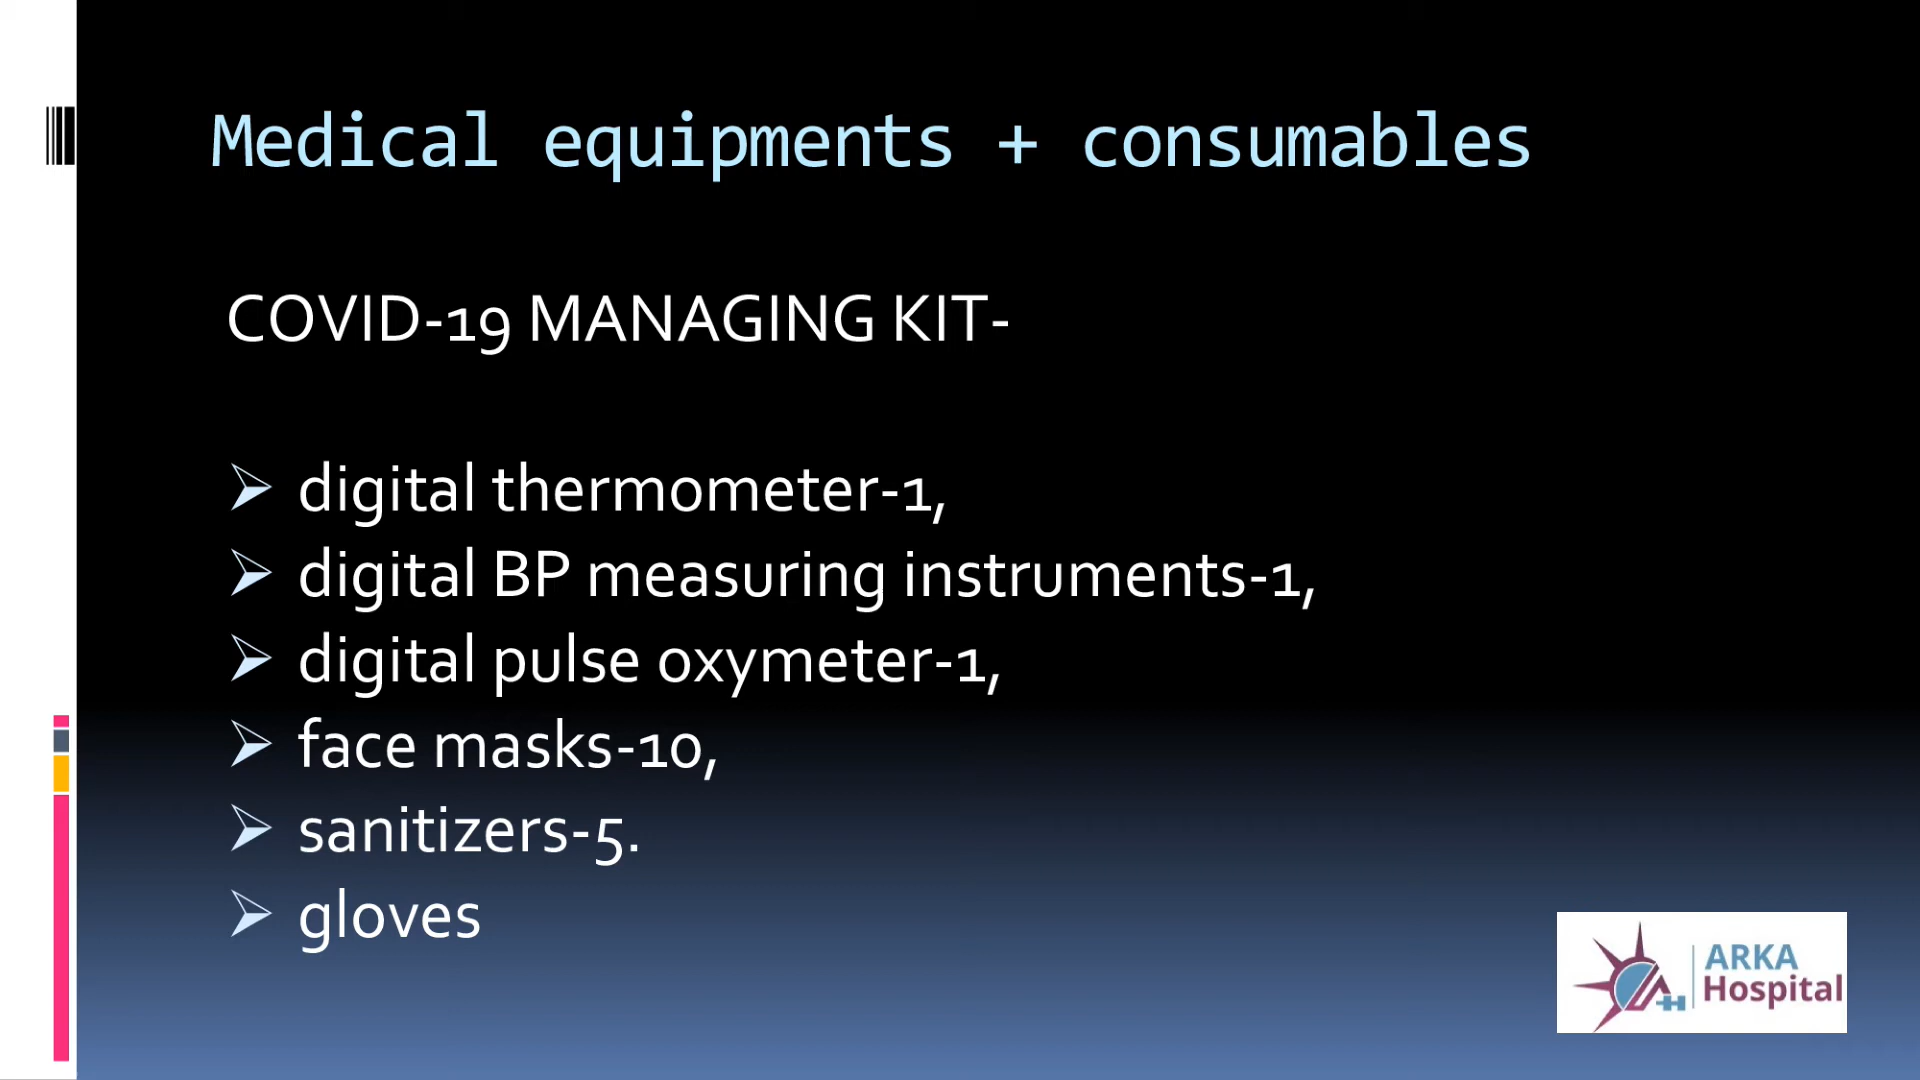 Medical equipments + consumables
COVID-19 MANAGING KIT-
digital thermometer-1,
digital BP measuring instruments-1,
digital pulse oxymeter-1,
face masks-10,
sanitizers-5.
gloves
ARKA
Hospital